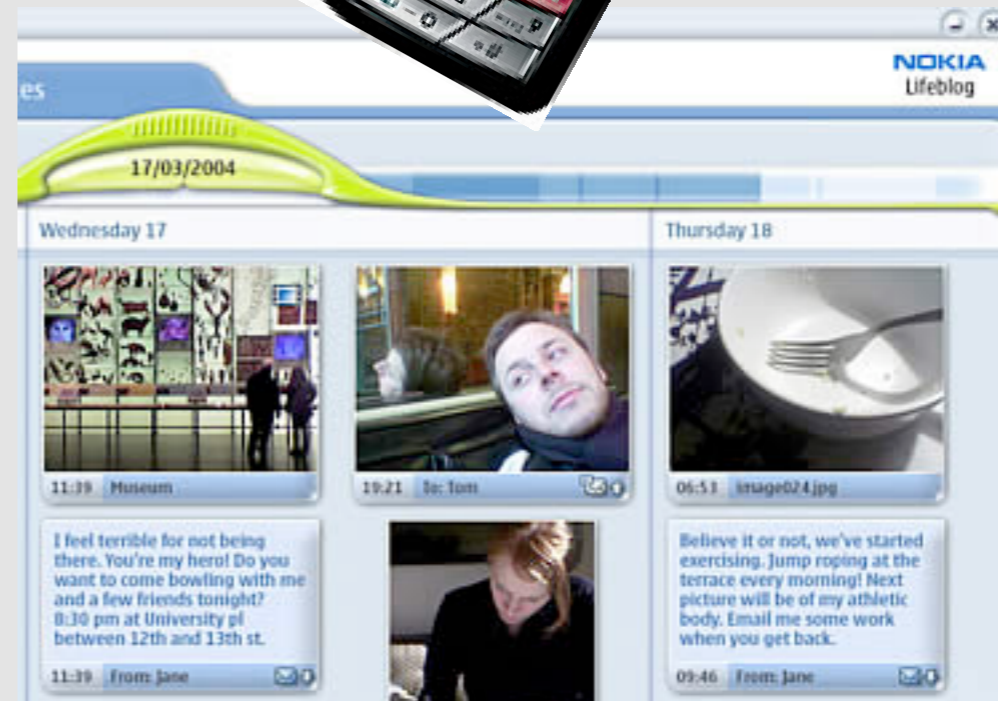 NOKIA
Lifeblog
es
17/03/2004
Wednesday 17
Thursday 18
11:39 Museum
19:21 To: Tom
06:53 image024.jpg
I feel terrible for not being
there. You're my hero! Do you
want to come bowling with me
and a few friends tonight?
8:30 pm at University pl
between 12th and 13th st.
11:39 From: Jane
Believe it or not, we've started
exercising. Jump roping at the
terrace every morning! Next
picture will be of my athletic
body. Email me some work
when you get back.
09:46 From: Jane